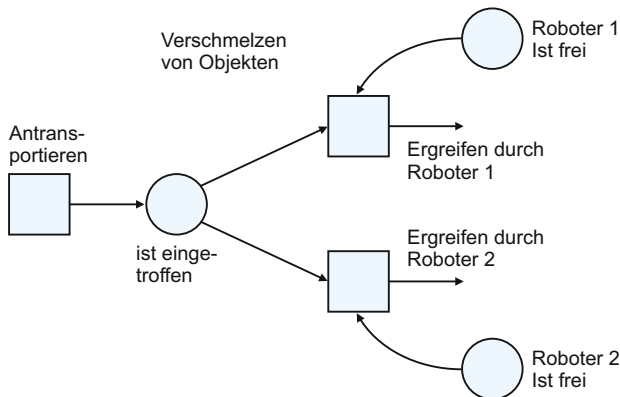 Roboter 1
Ist frei
Verschmelzen
von Objekten
Antrans-
portieren
Ergreifen durch
Roboter 1
ist einge-
troffen
Ergreifen durch
Roboter 2
Roboter 2
Ist frei